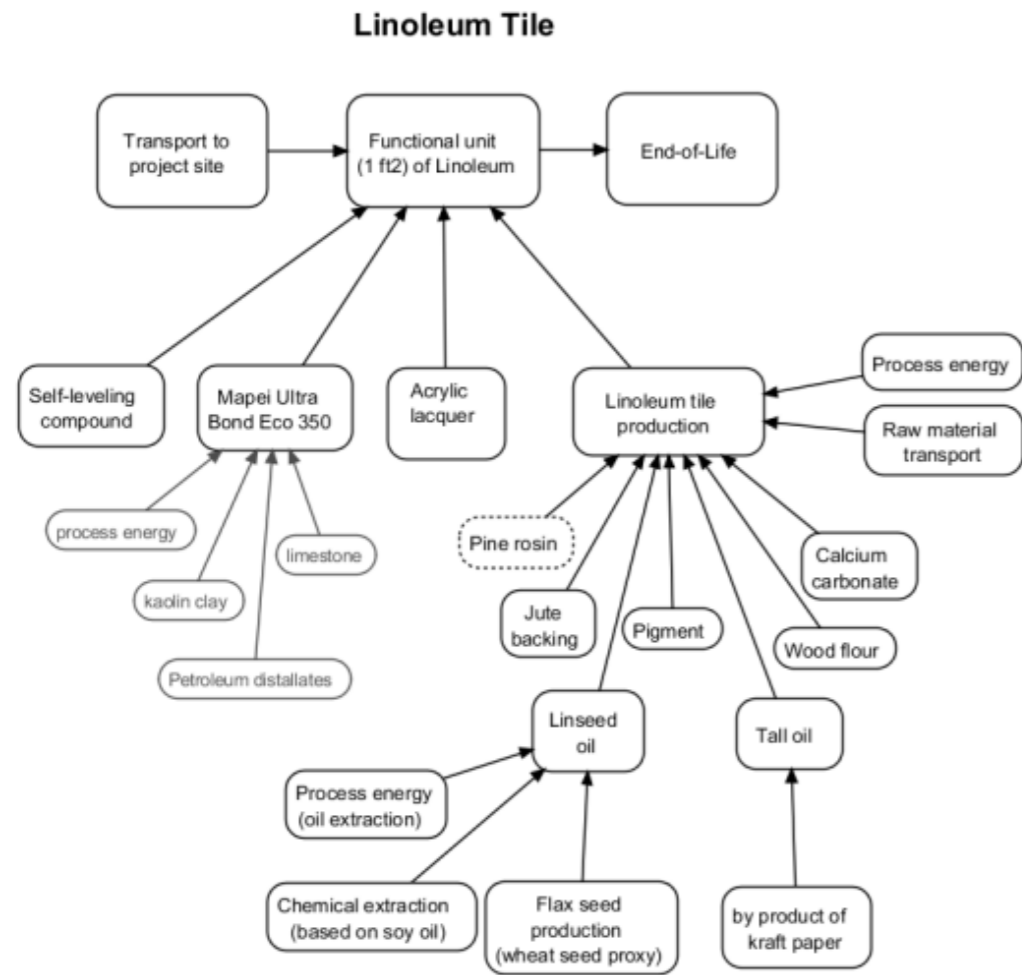 Linoleum Tile
Transport to
project site
Functional unit
(1 ft2) of Linoleum
End-of-Life
Self-leveling
compound
Mapei Ultra
Bond Eco 350
Acrylic
lacquer
Linoleum tile
production
Process energy
Raw material
transport
process energy
kaolin clay
Petroleum distallates
limestone
Pine rosin
Jute
backing
Pigment
Wood flour
Calcium
carbonate
Linseed
oil
Tall oil
Process energy
(oil extraction)
Chemical extraction
(based on soy oil)
Flax seed
production
(wheat seed proxy)
by product of
kraft paper